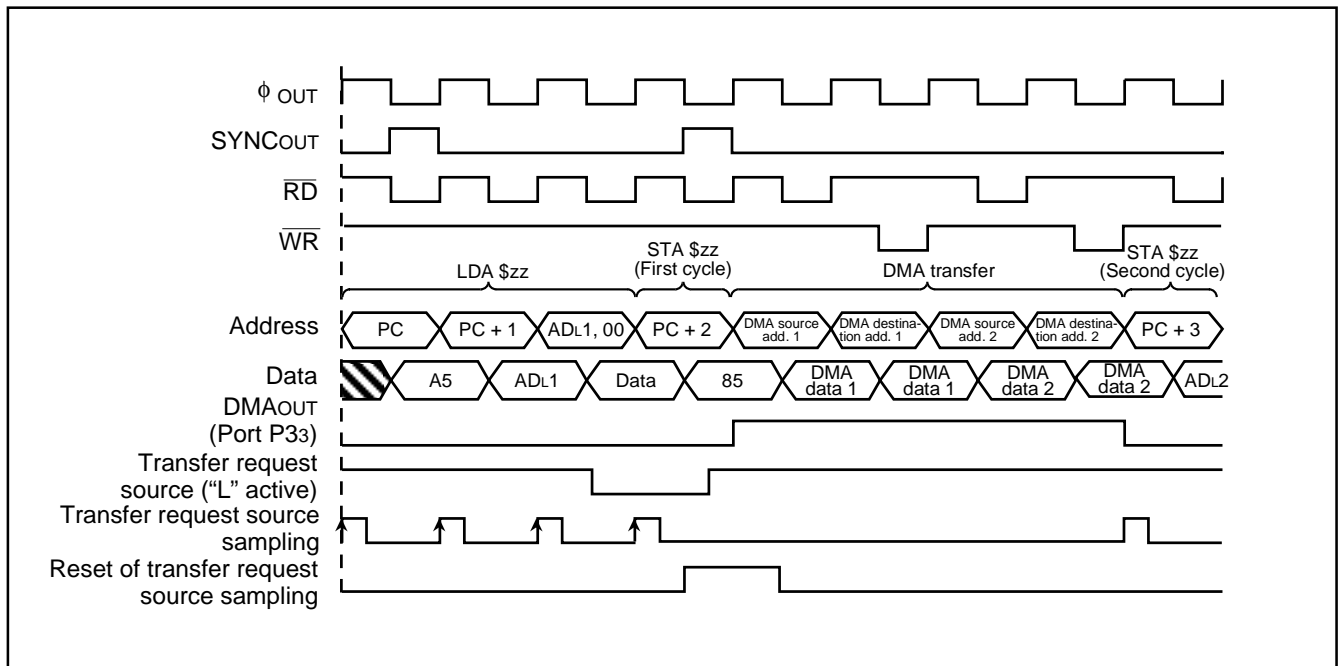 ϕ OUT
SYNCOUT
RD
WR
LDA $zz
STA $zz
(First cycle)
DMA transfer
STA $zz
(Second cycle)
Address
PC
PC + 1
ADL1, 00
PC + 2
DMA source
add. 1
DMA destina-
tion add. 1
DMA source
add. 2
DMA destina-
tion add. 2
PC + 3
Data
A5
ADL1
Data
85
DMA
data 1
DMA
data 1
DMA
data 2
DMA
data 2
ADL2
DMAOUT
(Port P33)
Transfer request
source (“L” active)
Transfer request source
sampling
Reset of transfer request
source sampling